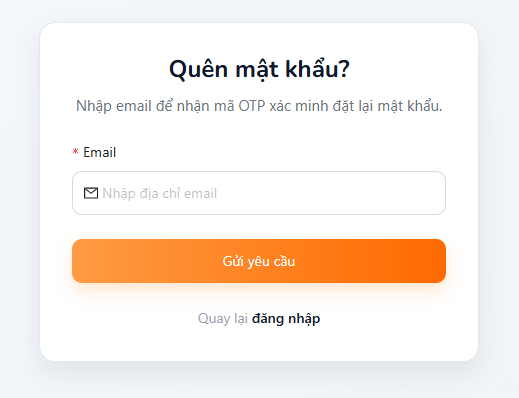 Quên mật khẩu?
Nhập email để nhận mã OTP xác minh đặt lại mật khẩu.
* Email
Nhập địa chỉ email
Gửi yêu cầu
Quay lại đăng nhập